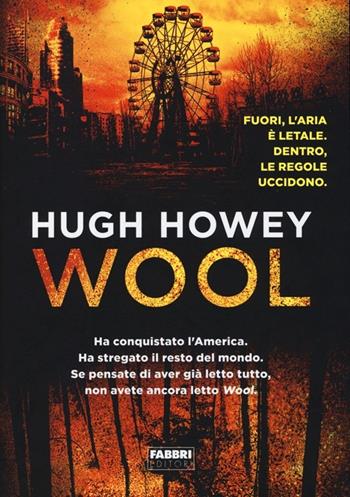 FUORI, L'ARIA
È LETALE.
DENTRO,
LE REGOLE
UCCIDONO.
HUGH HOWEY
WOOL
Ha conquistato l'America.
Ha stregato il resto del mondo.
Se pensate di aver già letto tutto,
non avete ancora letto Wool.
FABBRI
EDITORI